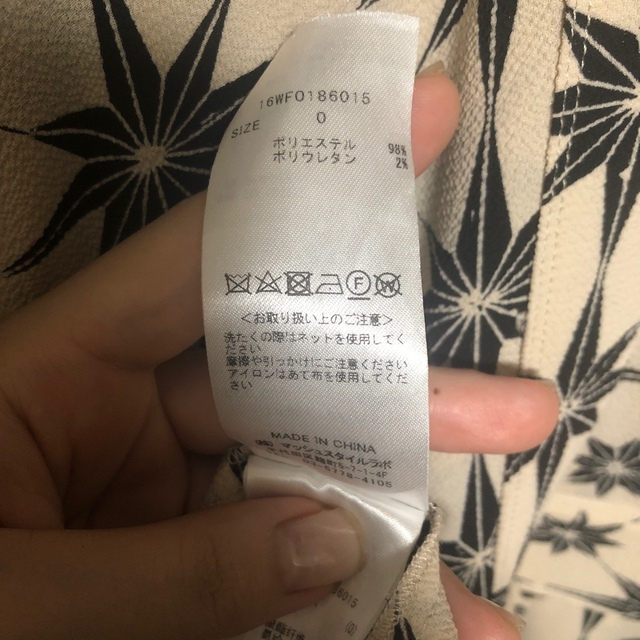 16WF0186015
SIZE 0
ポリエステル 98%
ポリウレタン 2%
<お取り扱い上のご注意>
洗たくの際はネットを使用してく
ださい
摩擦や引っかけにご注意ください
アイロンはあて布を使用してくだ
さい
MADE IN CHINA
マッシュスタイルラボ
5-7-1-4F